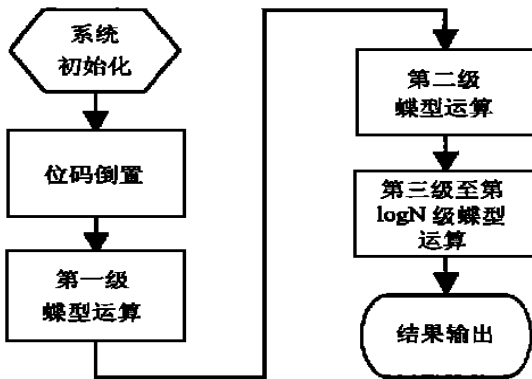 系统
初始化
位码倒置
第一级
蝶型运算
第二级
蝶型运算
第三级至第
logN 级蝶型
运算
结果输出